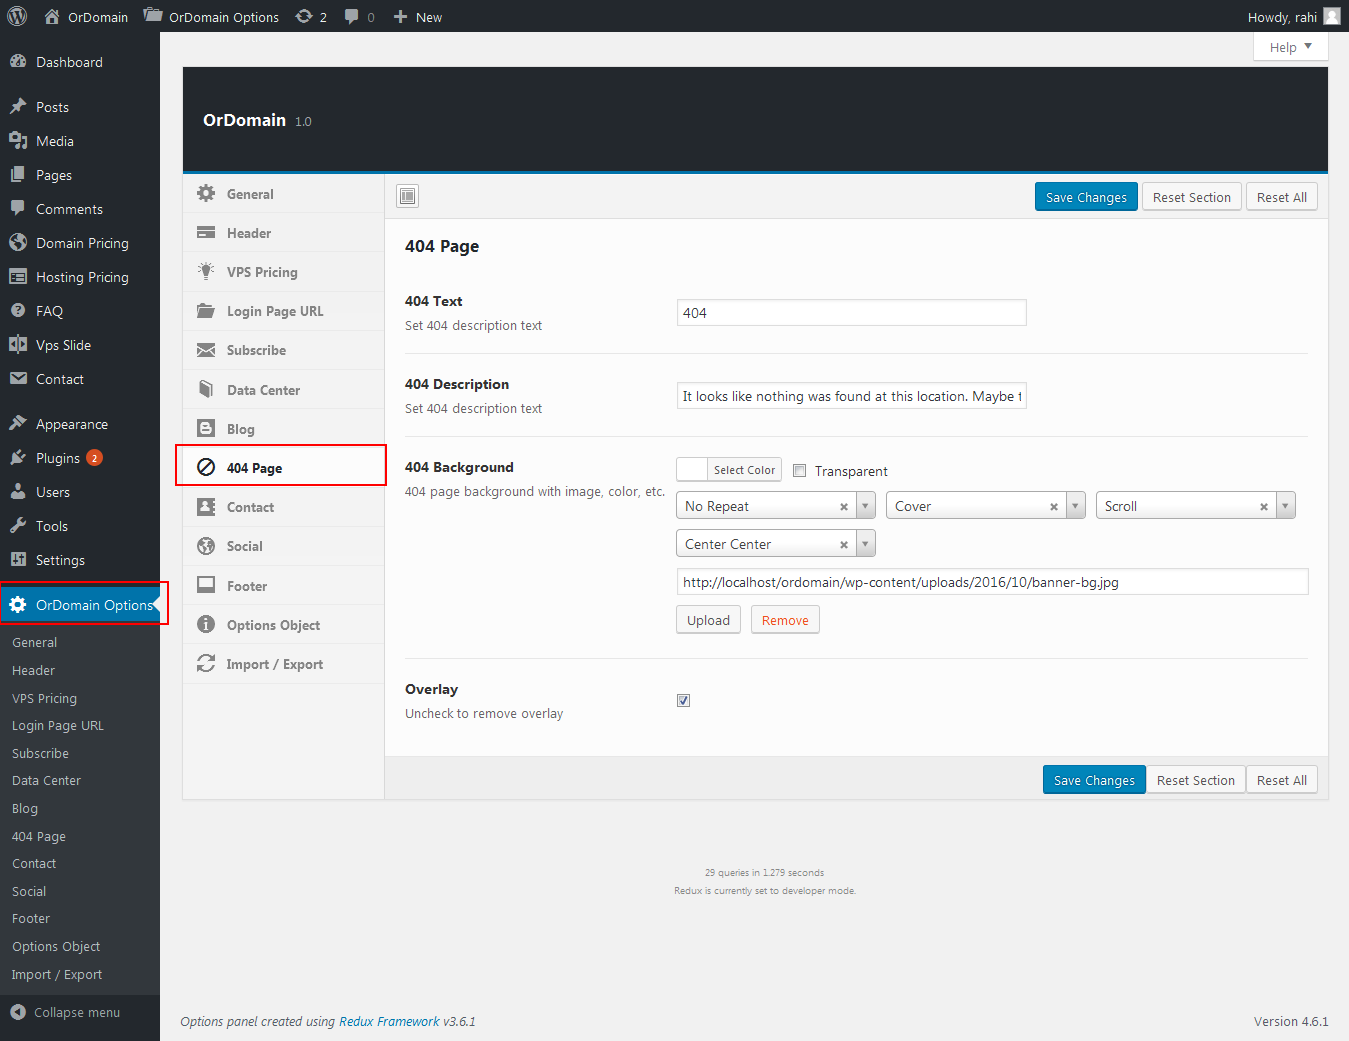 OrDomain OrDomain Options 2 0 New Howdy, rahi
Help
Dashboard
Posts
Media
Pages
Comments
Domain Pricing
Hosting Pricing
FAQ
Vps Slide
Contact
Appearance
Plugins 2
Users
Tools
Settings
OrDomain Options
General
Header
VPS Pricing
Login Page URL
Subscribe
Data Center
Blog
404 Page
Contact
Social
Footer
Options Object
Import / Export
Collapse menu
OrDomain 1.0
General
Header
VPS Pricing
Login Page URL
Subscribe
Data Center
Blog
404 Page
Contact
Social
Footer
Options Object
Import / Export
Save Changes Reset Section Reset All
404 Page
404 Text
Set 404 description text
404
404 Description
Set 404 description text
It looks like nothing was found at this location. Maybe
404 Background
404 page background with image, color, etc.
Select Color Transparent
No Repeat Cover Scroll
Center Center
http://localhost/ordomain/wp-content/uploads/2016/10/banner-bg.jpg
Upload Remove
Overlay
Uncheck to remove overlay
Save Changes Reset Section Reset All
29 queries in 1.279 seconds
Redux is currently set to developer mode.
Options panel created using Redux Framework v3.6.1
Version 4.6.1